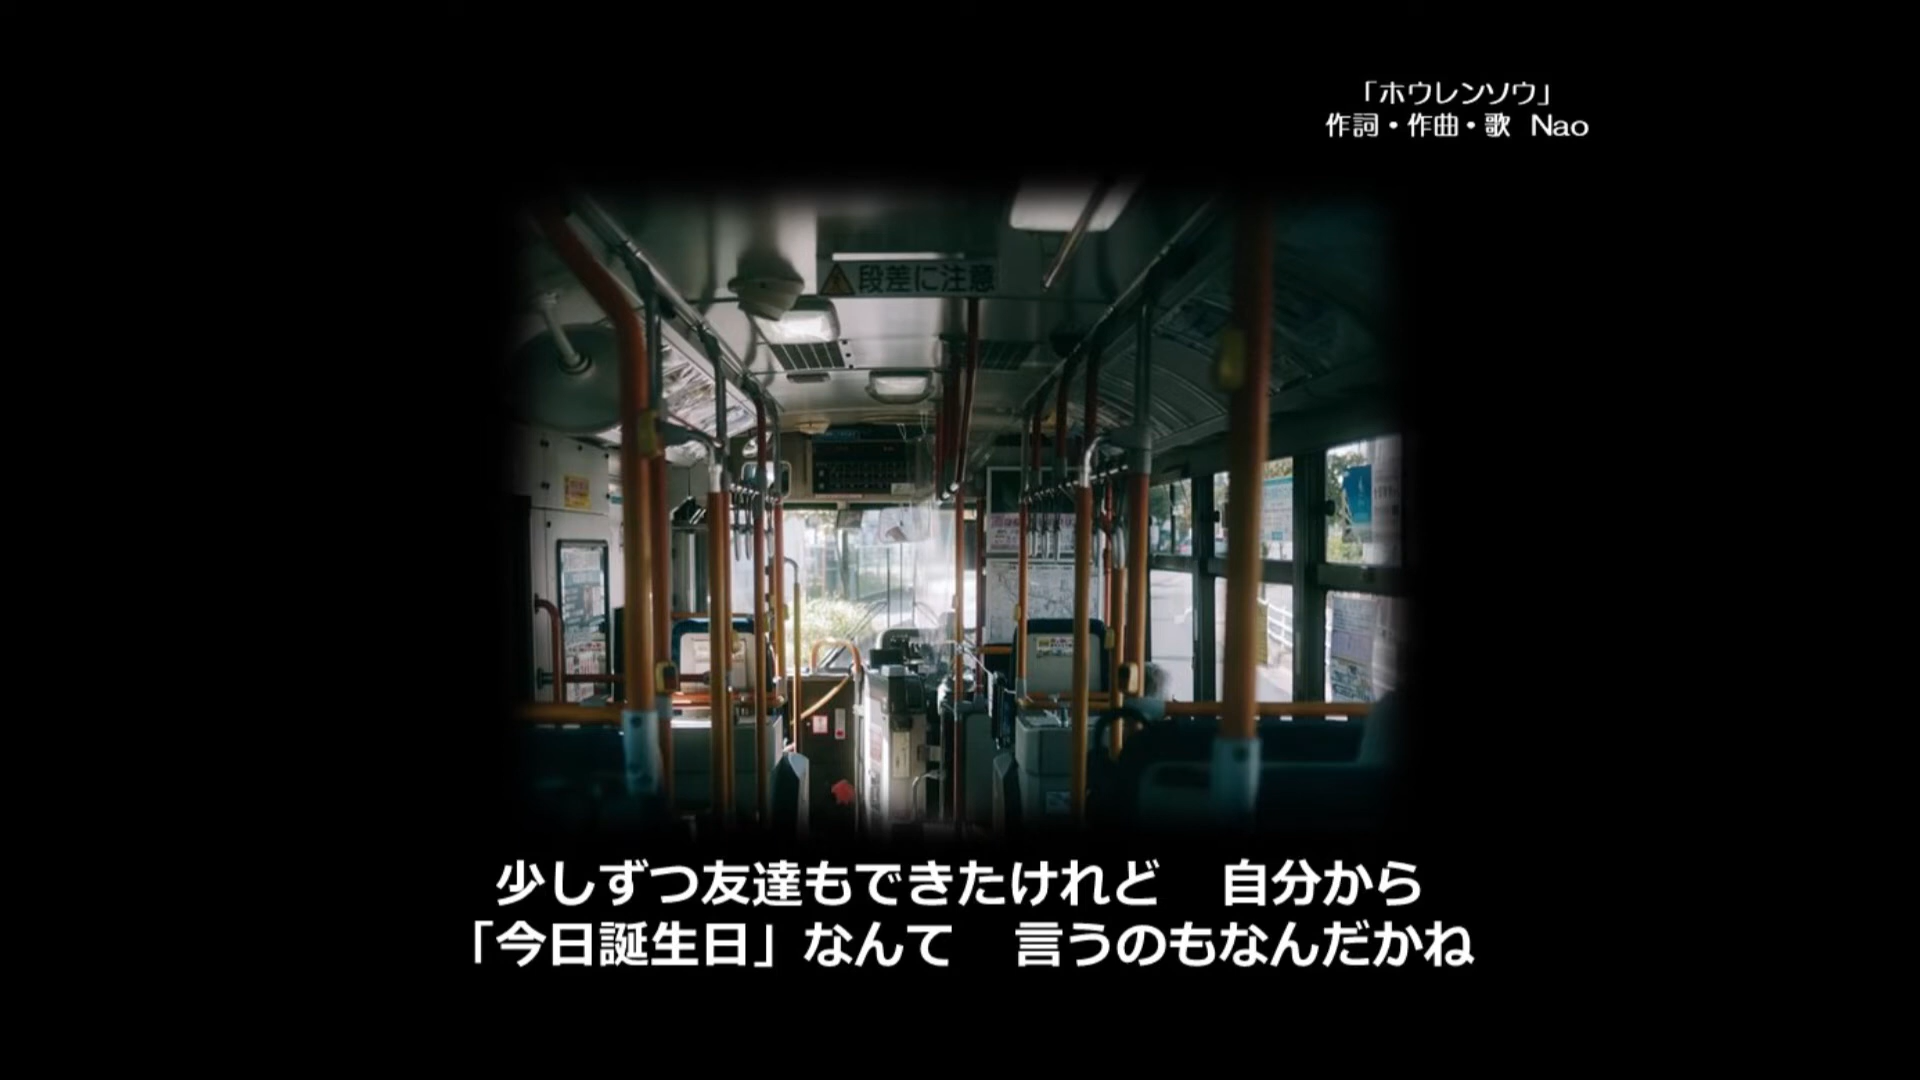 「ホウレンソウ」
作詞・作曲・歌 Nao
段差に注意
少しずつ友達もできたけれど 自分から
「今日誕生日」なんて 言うのもなんだかね